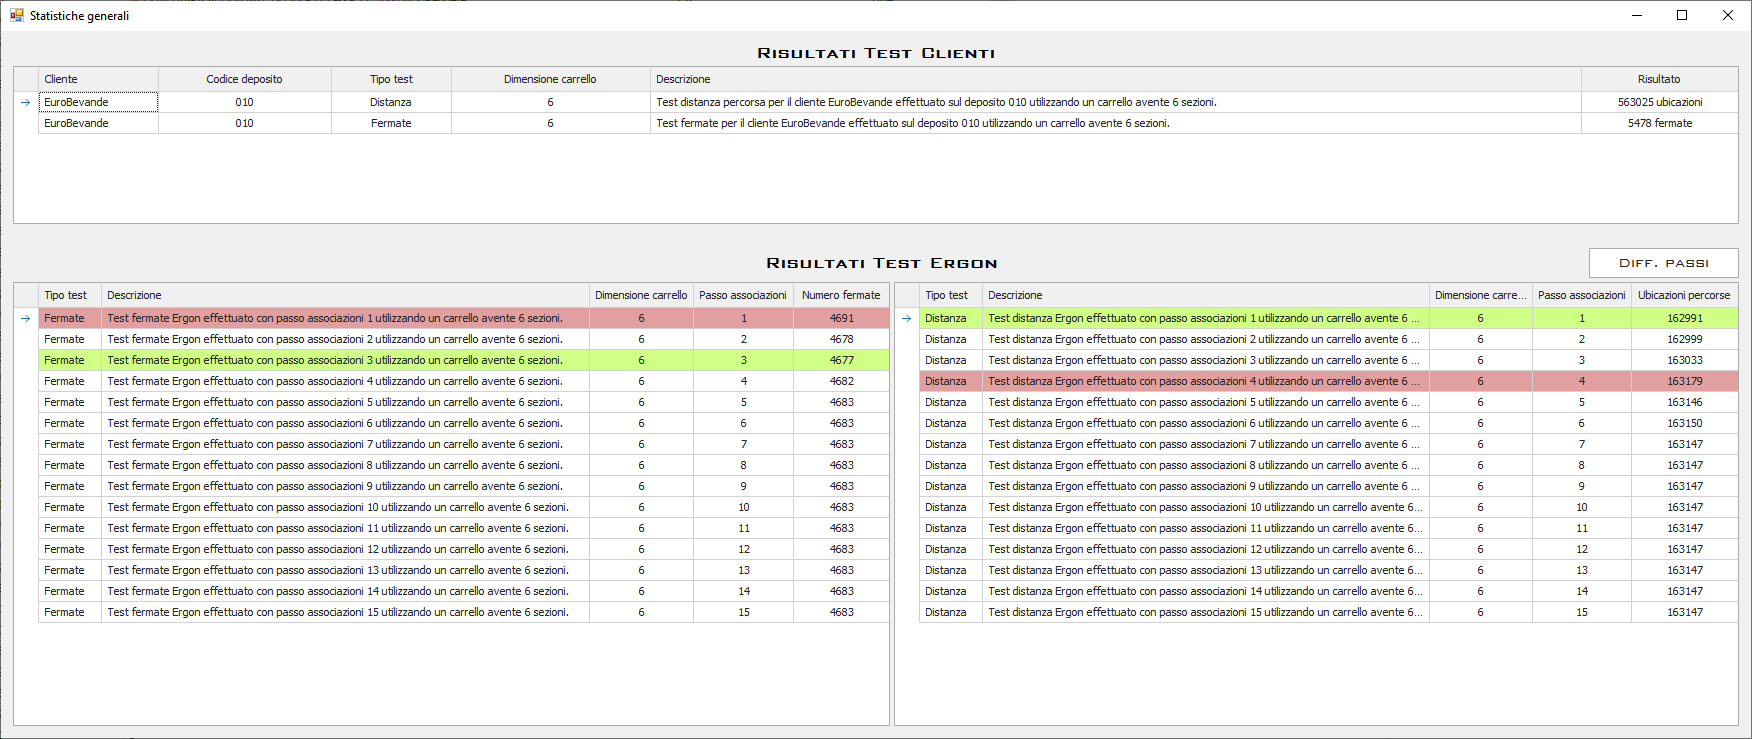 Statistiche generali
Risultati Test Clienti
Cliente Codice deposito Tipo test Dimensione carrello Descrizione Risultato
EuroBevande 010 Distanza 6 Test distanza percorsa per il cliente EuroBevande effettuato sul deposito 010 utilizzando un carrello avente 6 sezioni. 563025 ubicazioni
EuroBevande 010 Fermate 6 Test fermate per il cliente EuroBevande effettuato sul deposito 010 utilizzando un carrello avente 6 sezioni. 5478 fermate
Risultati Test Ergon
Diff. passi
Tipo test Descrizione Dimensione carrello Passo associazioni Numero fermate
Fermate Test fermate Ergon effettuato con passo associazioni 1 utilizzando un carrello avente 6 sezioni. 6 1 4691
Fermate Test fermate Ergon effettuato con passo associazioni 2 utilizzando un carrello avente 6 sezioni. 6 2 4678
Fermate Test fermate Ergon effettuato con passo associazioni 3 utilizzando un carrello avente 6 sezioni. 6 3 4677
Fermate Test fermate Ergon effettuato con passo associazioni 4 utilizzando un carrello avente 6 sezioni. 6 4 4682
Fermate Test fermate Ergon effettuato con passo associazioni 5 utilizzando un carrello avente 6 sezioni. 6 5 4683
Fermate Test fermate Ergon effettuato con passo associazioni 6 utilizzando un carrello avente 6 sezioni. 6 6 4683
Fermate Test fermate Ergon effettuato con passo associazioni 7 utilizzando un carrello avente 6 sezioni. 6 7 4683
Fermate Test fermate Ergon effettuato con passo associazioni 8 utilizzando un carrello avente 6 sezioni. 6 8 4683
Fermate Test fermate Ergon effettuato con passo associazioni 9 utilizzando un carrello avente 6 sezioni. 6 9 4683
Fermate Test fermate Ergon effettuato con passo associazioni 10 utilizzando un carrello avente 6 sezioni. 6 10 4683
Fermate Test fermate Ergon effettuato con passo associazioni 11 utilizzando un carrello avente 6 sezioni. 6 11 4683
Fermate Test fermate Ergon effettuato con passo associazioni 12 utilizzando un carrello avente 6 sezioni. 6 12 4683
Fermate Test fermate Ergon effettuato con passo associazioni 13 utilizzando un carrello avente 6 sezioni. 6 13 4683
Fermate Test fermate Ergon effettuato con passo associazioni 14 utilizzando un carrello avente 6 sezioni. 6 14 4683
Fermate Test fermate Ergon effettuato con passo associazioni 15 utilizzando un carrello avente 6 sezioni. 6 15 4683
Tipo test Descrizione Dimensione carre... Passo associazioni Ubicazioni percorse
Distanza Test distanza Ergon effettuato con passo associazioni 1 utilizzando un carrello avente 6 ... 6 1 162991
Distanza Test distanza Ergon effettuato con passo associazioni 2 utilizzando un carrello avente 6 ... 6 2 162999
Distanza Test distanza Ergon effettuato con passo associazioni 3 utilizzando un carrello avente 6 ... 6 3 163033
Distanza Test distanza Ergon effettuato con passo associazioni 4 utilizzando un carrello avente 6 ... 6 4 163179
Distanza Test distanza Ergon effettuato con passo associazioni 5 utilizzando un carrello avente 6 ... 6 5 163146
Distanza Test distanza Ergon effettuato con passo associazioni 6 utilizzando un carrello avente 6 ... 6 6 163150
Distanza Test distanza Ergon effettuato con passo associazioni 7 utilizzando un carrello avente 6 ... 6 7 163147
Distanza Test distanza Ergon effettuato con passo associazioni 8 utilizzando un carrello avente 6 ... 6 8 163147
Distanza Test distanza Ergon effettuato con passo associazioni 9 utilizzando un carrello avente 6 ... 6 9 163147
Distanza Test distanza Ergon effettuato con passo associazioni 10 utilizzando un carrello avente 6... 6 10 163147
Distanza Test distanza Ergon effettuato con passo associazioni 11 utilizzando un carrello avente 6... 6 11 163147
Distanza Test distanza Ergon effettuato con passo associazioni 12 utilizzando un carrello avente 6... 6 12 163147
Distanza Test distanza Ergon effettuato con passo associazioni 13 utilizzando un carrello avente 6... 6 13 163147
Distanza Test distanza Ergon effettuato con passo associazioni 14 utilizzando un carrello avente 6... 6 14 163147
Distanza Test distanza Ergon effettuato con passo associazioni 15 utilizzando un carrello avente 6... 6 15 163147